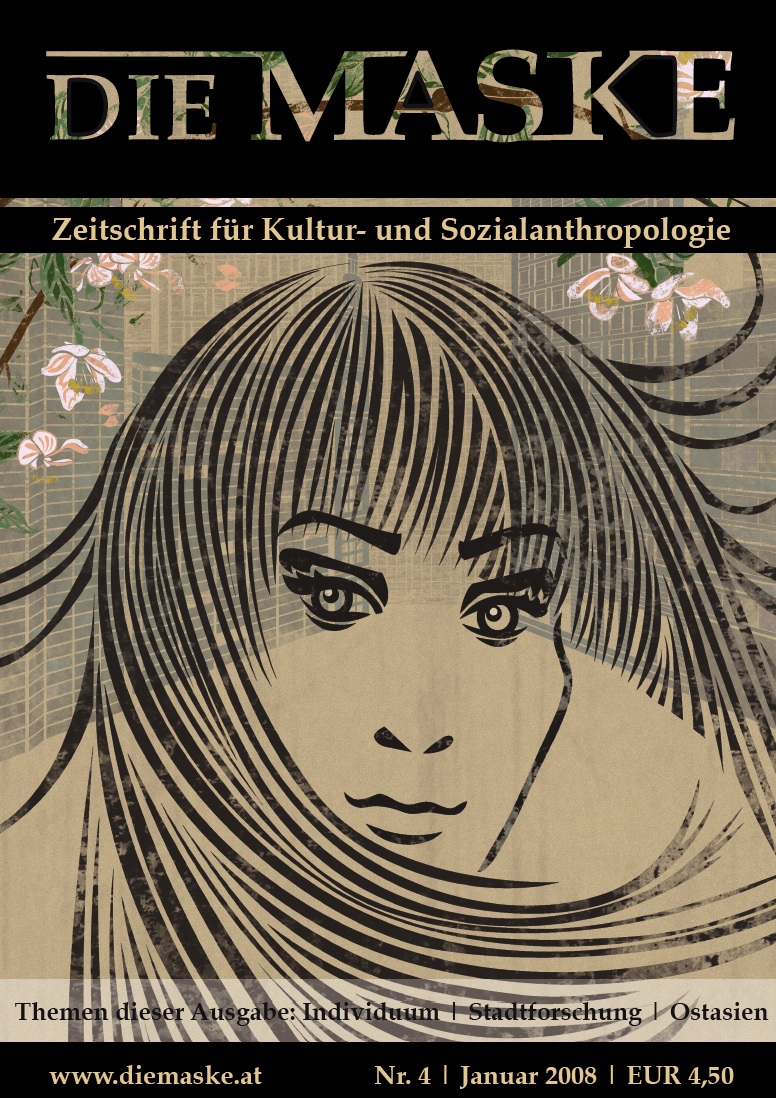 DIE MASKE
Zeitschrift für Kultur- und Sozialanthropologie
Themen dieser Ausgabe: Individuum | Stadtforschung | Ostasien
www.diemaske.at Nr. 4 | Januar 2008 | EUR 4,50